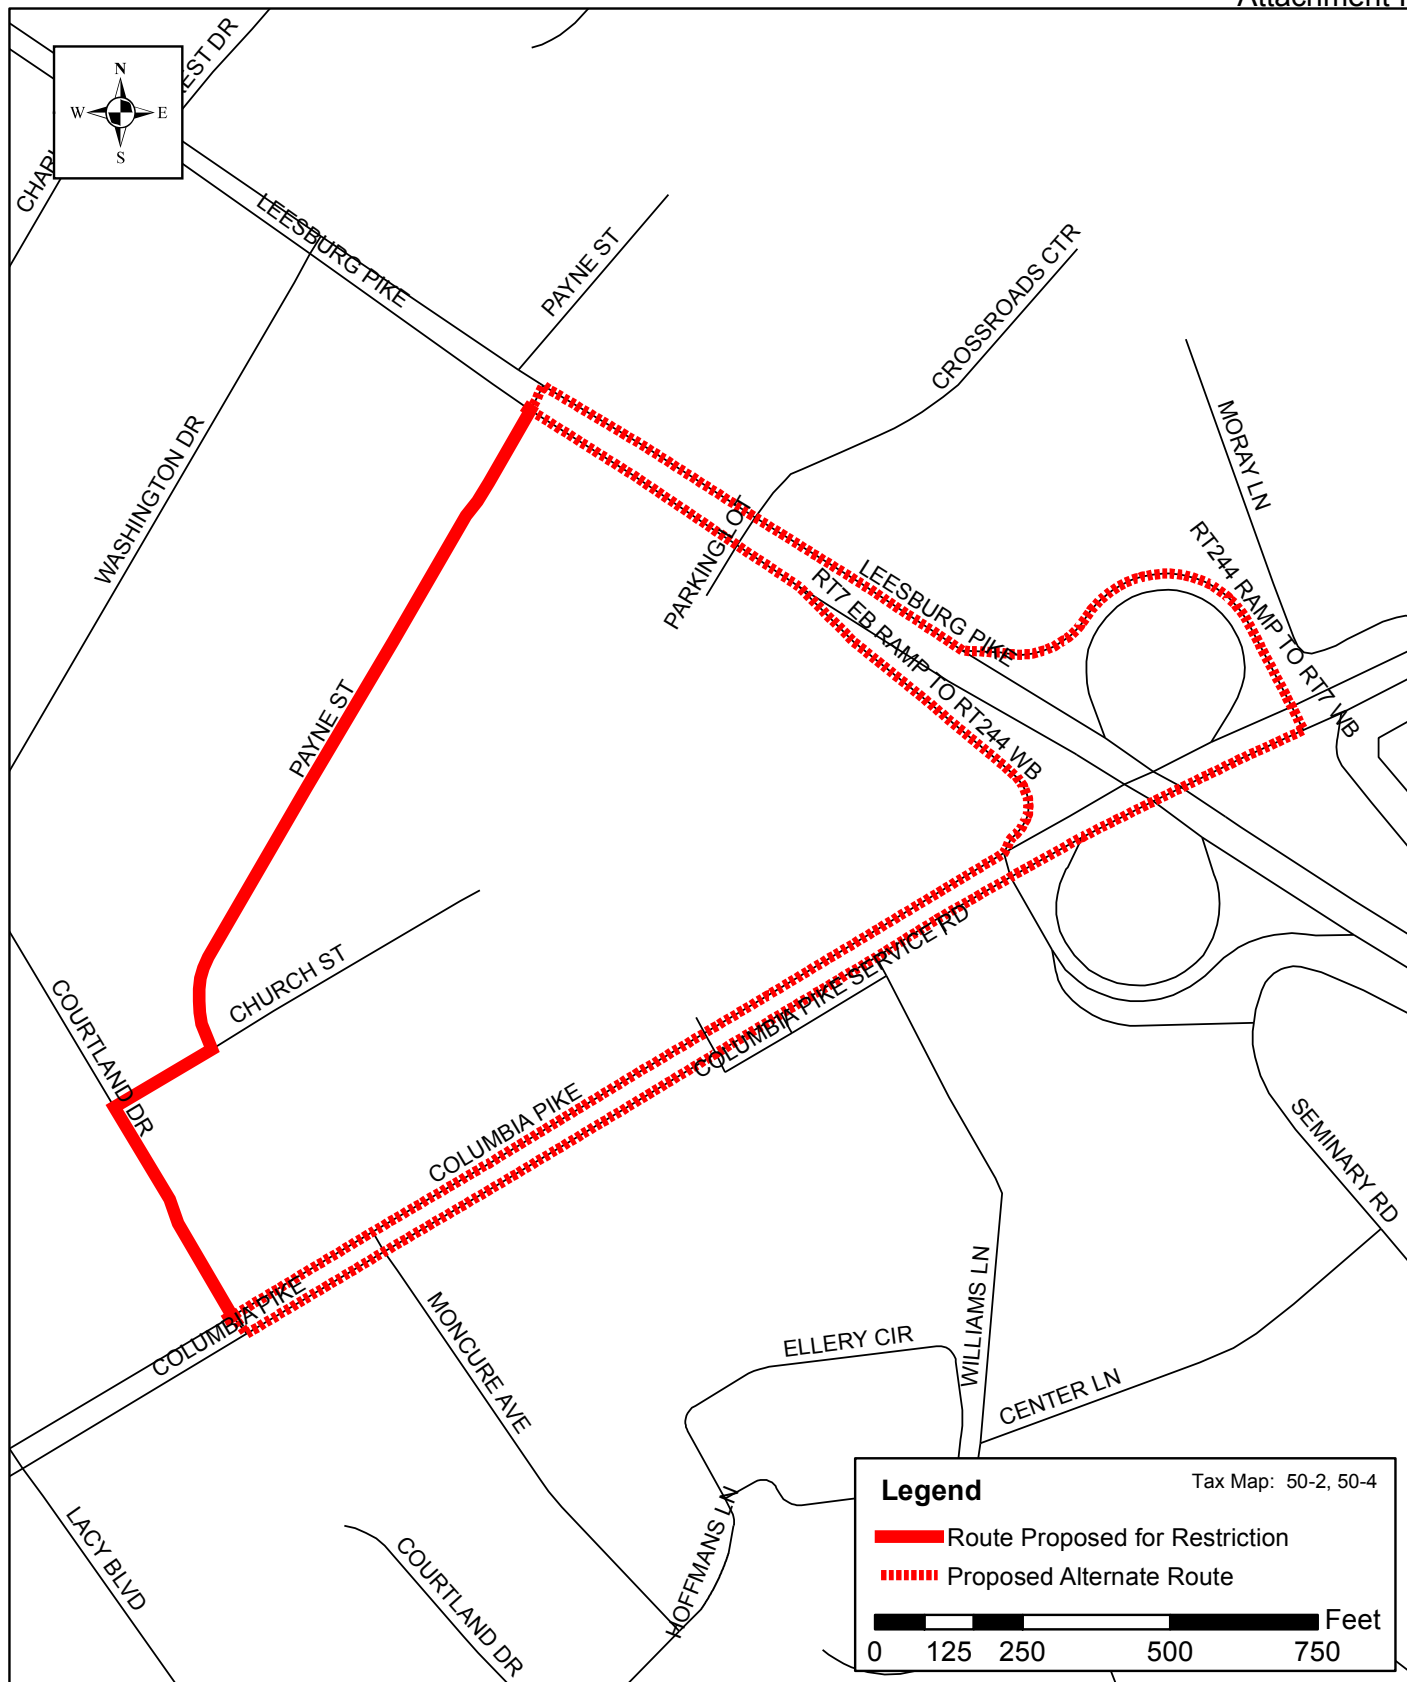 Attachment
N
W
E
S
LEESBURG PIKE
PAYNE ST
CROSSROADS CTR
MORAY LN
WASHINGTON DR
PARKING LOT
LEESBURG PIKE
RT244 RAMP TO RT7 WB
RT7 EB RAMP TO RT244 WB
PAYNE ST
CHURCH ST
COURTLAND DR
COLUMBIA PIKE SERVICE RD
COLUMBIA PIKE
SEMINARY RD
COLUMBIA PIKE
MONCURE AVE
WILLIAMS LN
ELLERY CIR
CENTER LN
LACY BLVD
COURTLAND DR
HOFFMANS LN
Legend
Tax Map: 50-2, 50-4
Route Proposed for Restriction
Proposed Alternate Route
Feet
0 125 250 500 750